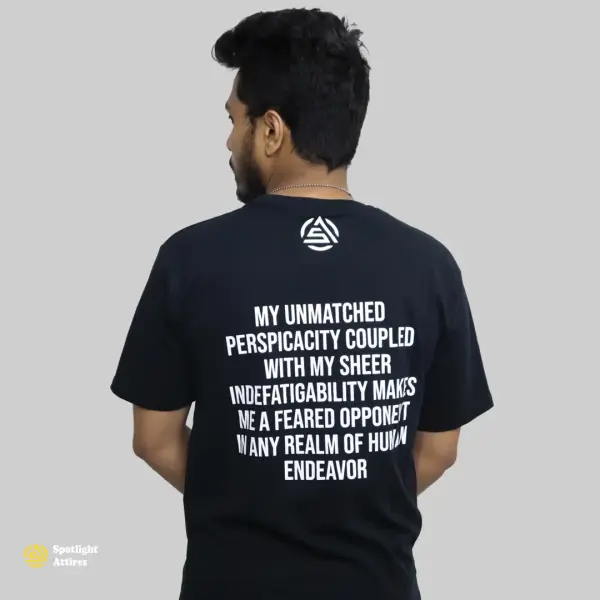 MY UNMATCHED
PERSPICACITY COUPLED
WITH MY SHEER
INDEFATIGABILITY MAKES
ME A FEARED OPPONENT
IN ANY REALM OF HUMAN
ENDEAVOR
Spotlight
Attires